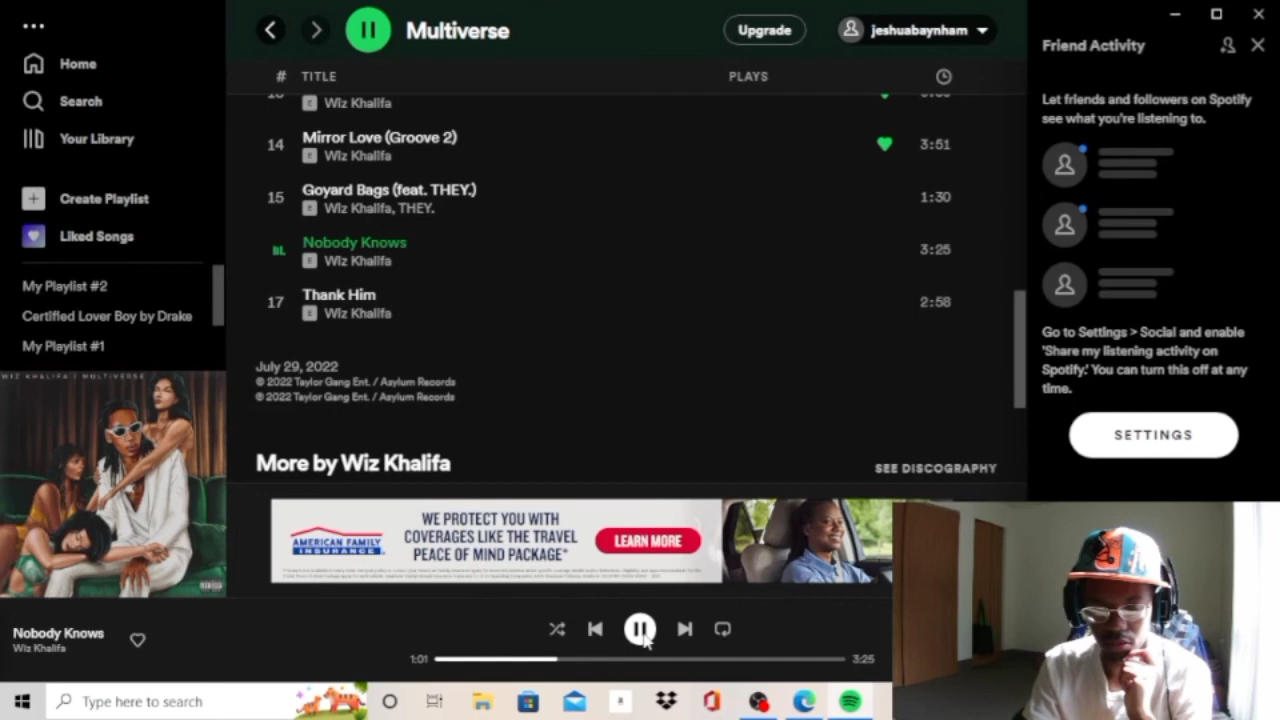 Home
Search
Your Library
Create Playlist
Liked Songs
My Playlist #2
Certified Lover Boy by Drake
My Playlist #1
WIZ KHALIFA | MULTIVERSE
Nobody Knows
Wiz Khalifa
Multiverse
Upgrade
jeshuabaynham
# TITLE PLAYS
E Wiz Khalifa
14 Mirror Love (Groove 2) 3:51
E Wiz Khalifa
15 Goyard Bags (feat. THEY.) 1:30
E Wiz Khalifa, THEY.
Nobody Knows 3:25
E Wiz Khalifa
17 Thank Him 2:58
E Wiz Khalifa
July 29, 2022
© 2022 Taylor Gang Ent. / Asylum Records
℗ 2022 Taylor Gang Ent. / Asylum Records
More by Wiz Khalifa
SEE DISCOGRAPHY
AMERICAN FAMILY
INSURANCE
WE PROTECT YOU WITH
COVERAGES LIKE THE TRAVEL
PEACE OF MIND PACKAGE*
LEARN MORE
1:01 3:25
Friend Activity
Let friends and followers on Spotify
see what you're listening to.
Go to Settings > Social and enable
'Share my listening activity on
Spotify.' You can turn this off at any
time.
SETTINGS
Type here to search